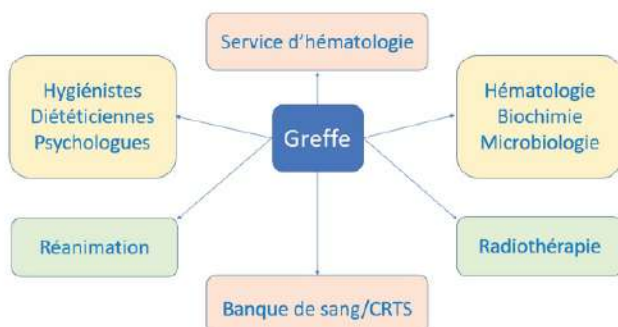 Service d'hématologie
Hygiénistes
Diététiciennes
Psychologues
Greffe
Hématologie
Biochimie
Microbiologie
Réanimation
Radiothérapie
Banque de sang/CRTS